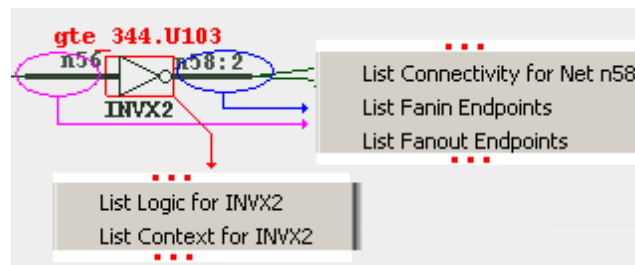 gte_344.U103
n56
n58:2
INVX2
List Connectivity for Net n58
List Fanin Endpoints
List Fanout Endpoints
List Logic for INVX2
List Context for INVX2